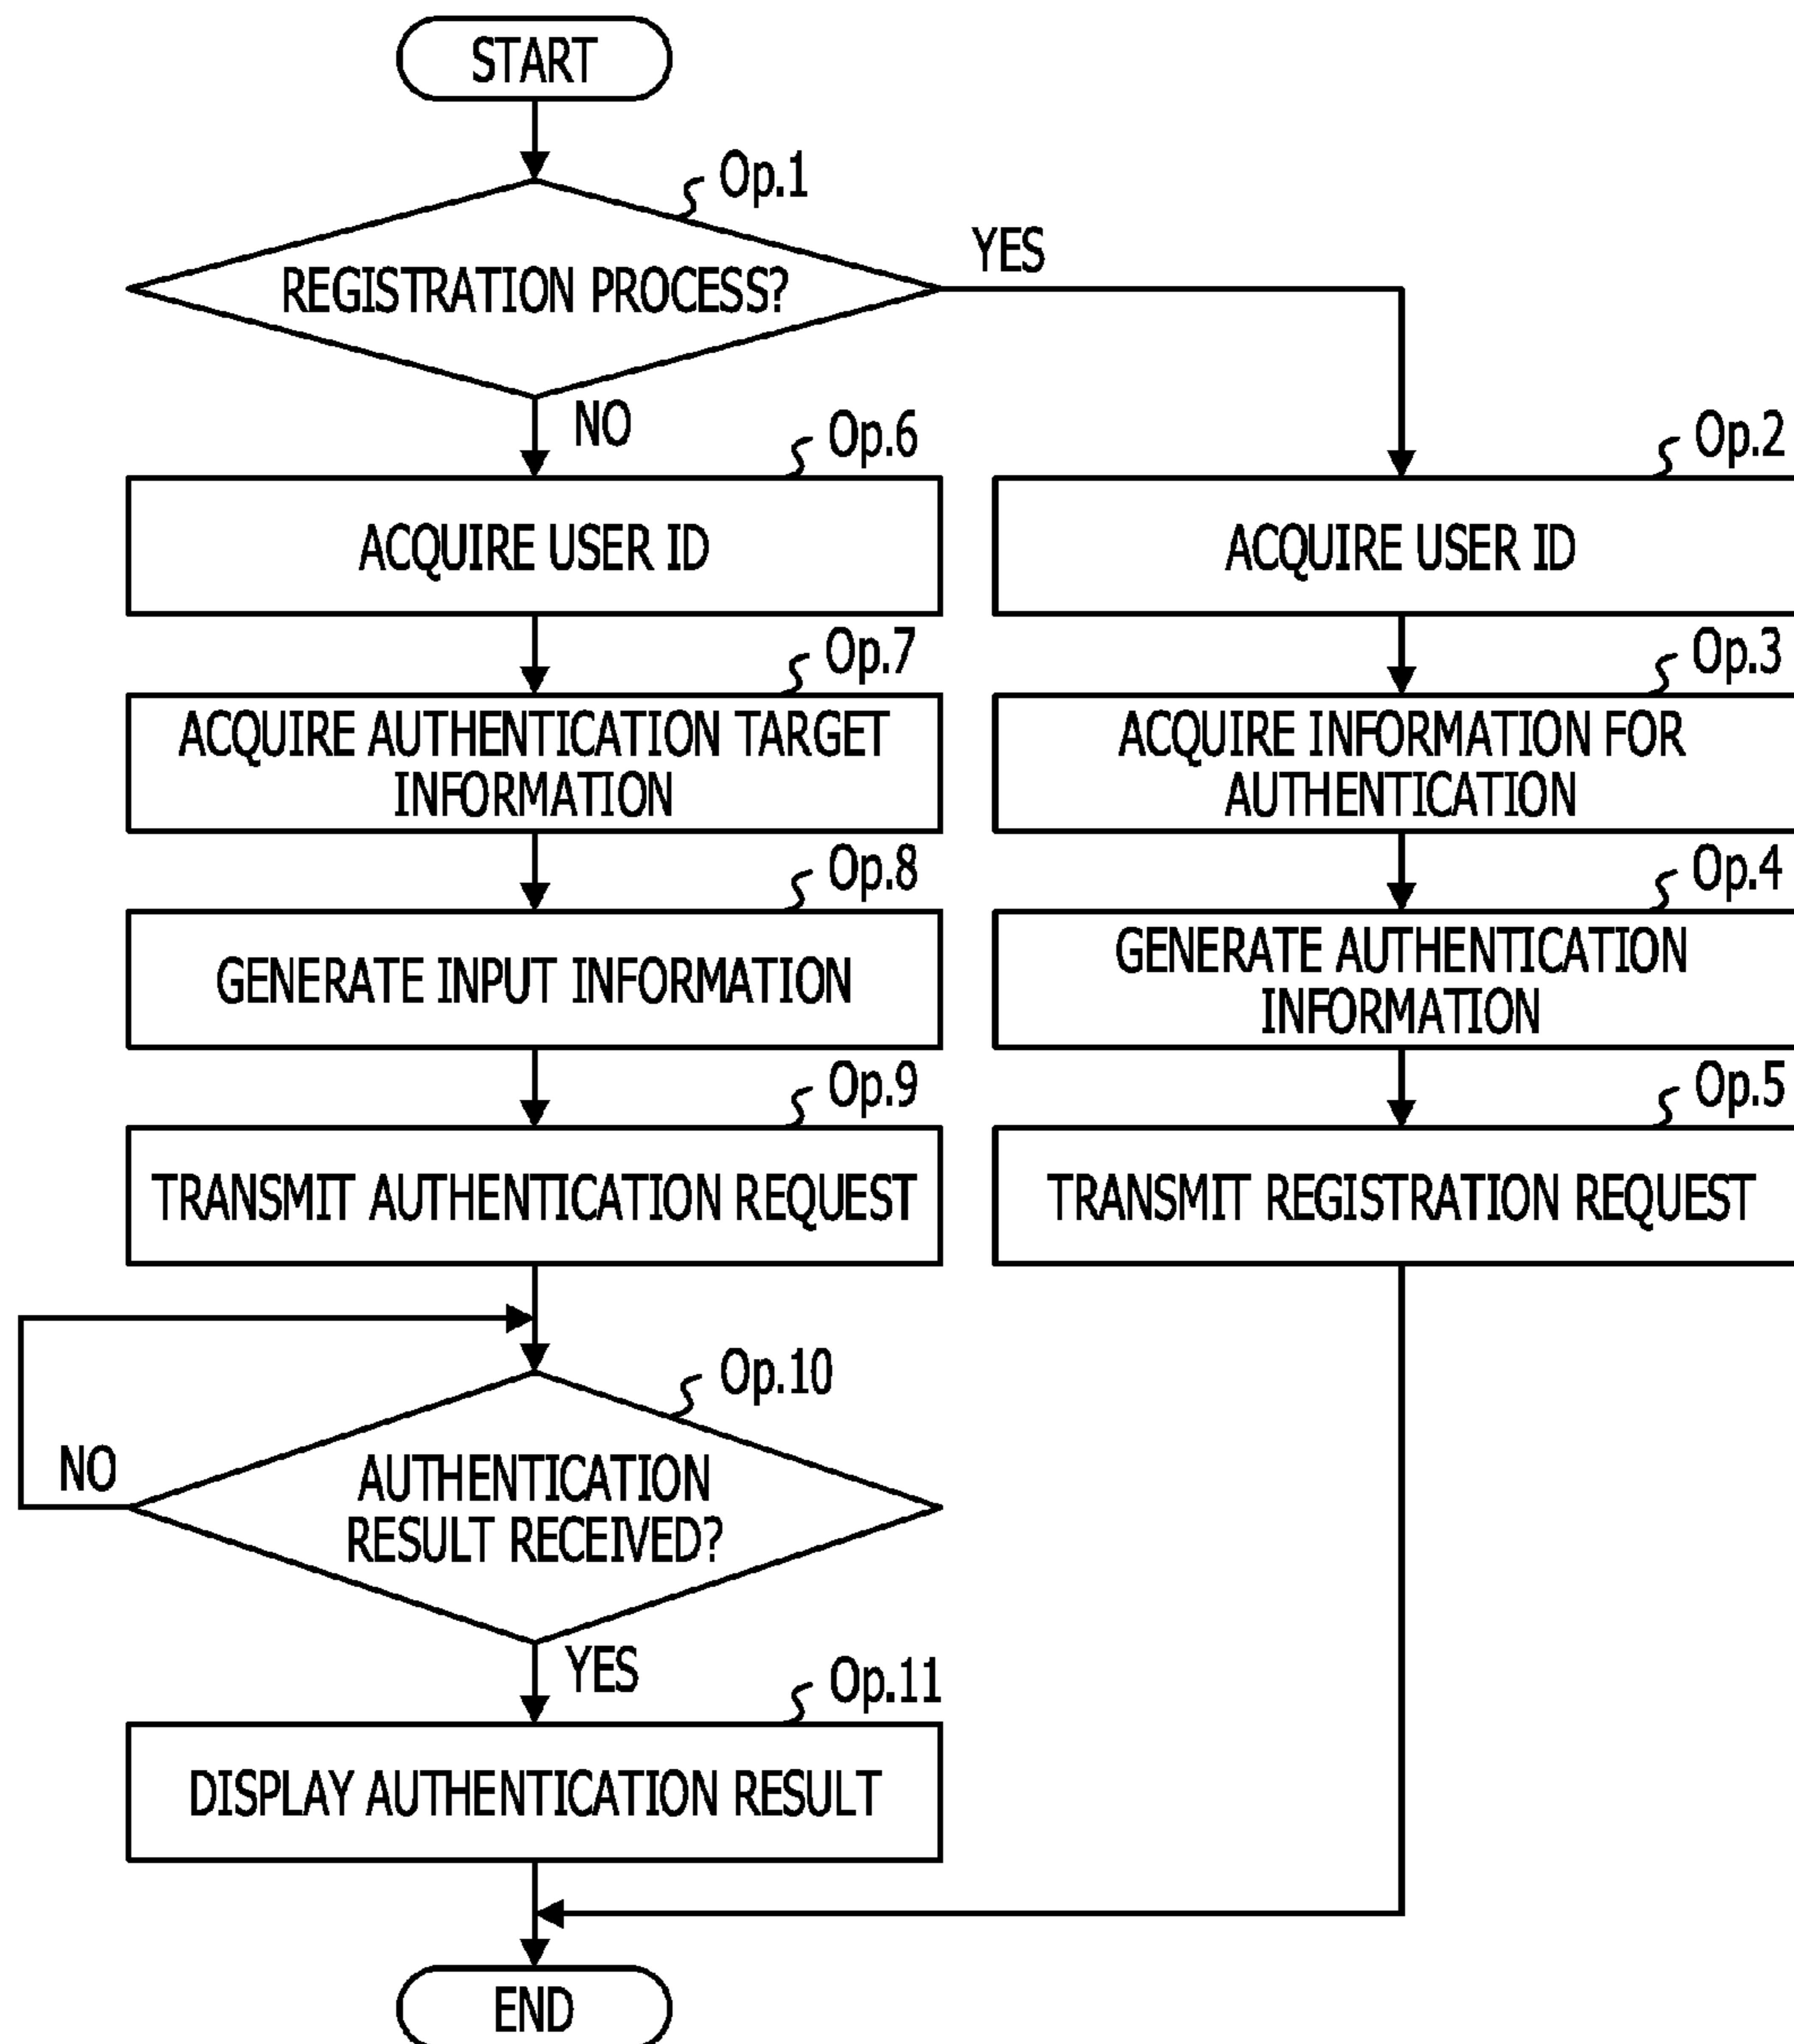 START
Op.1
REGISTRATION PROCESS?
YES
NO
Op.6
ACQUIRE USER ID
Op.7
ACQUIRE AUTHENTICATION TARGET
INFORMATION
Op.8
GENERATE INPUT INFORMATION
Op.9
TRANSMIT AUTHENTICATION REQUEST
Op.10
AUTHENTICATION
RESULT RECEIVED?
NO
YES
Op.11
DISPLAY AUTHENTICATION RESULT
Op.2
ACQUIRE USER ID
Op.3
ACQUIRE INFORMATION FOR
AUTHENTICATION
Op.4
GENERATE AUTHENTICATION
INFORMATION
Op.5
TRANSMIT REGISTRATION REQUEST
END